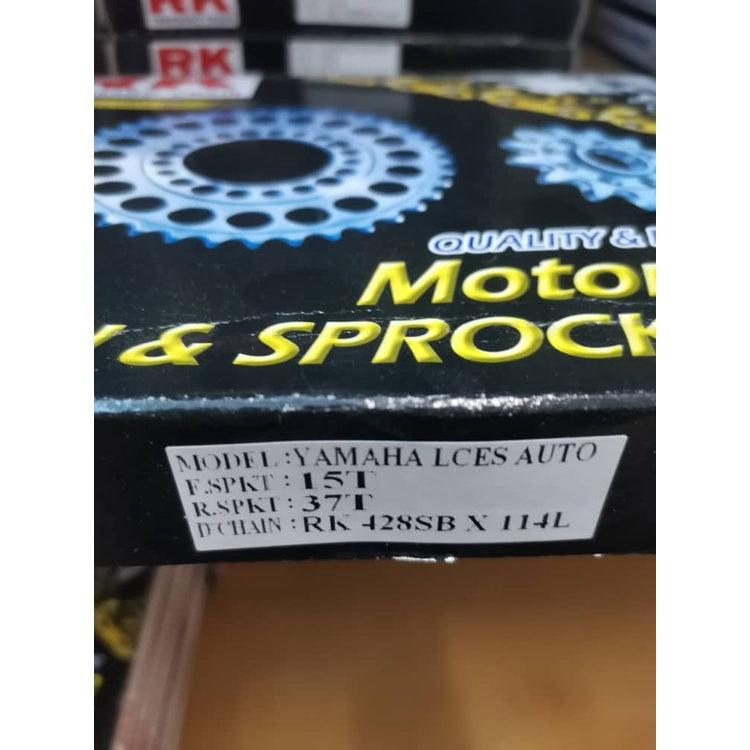 RK
RK
QUALITY &
Motor
& SPROCK
MODEL :YAMAHA LCES AUTO
F.SPKT : 15T
R.SPKT : 37T
D'CHAIN : RK 428SB X 114L